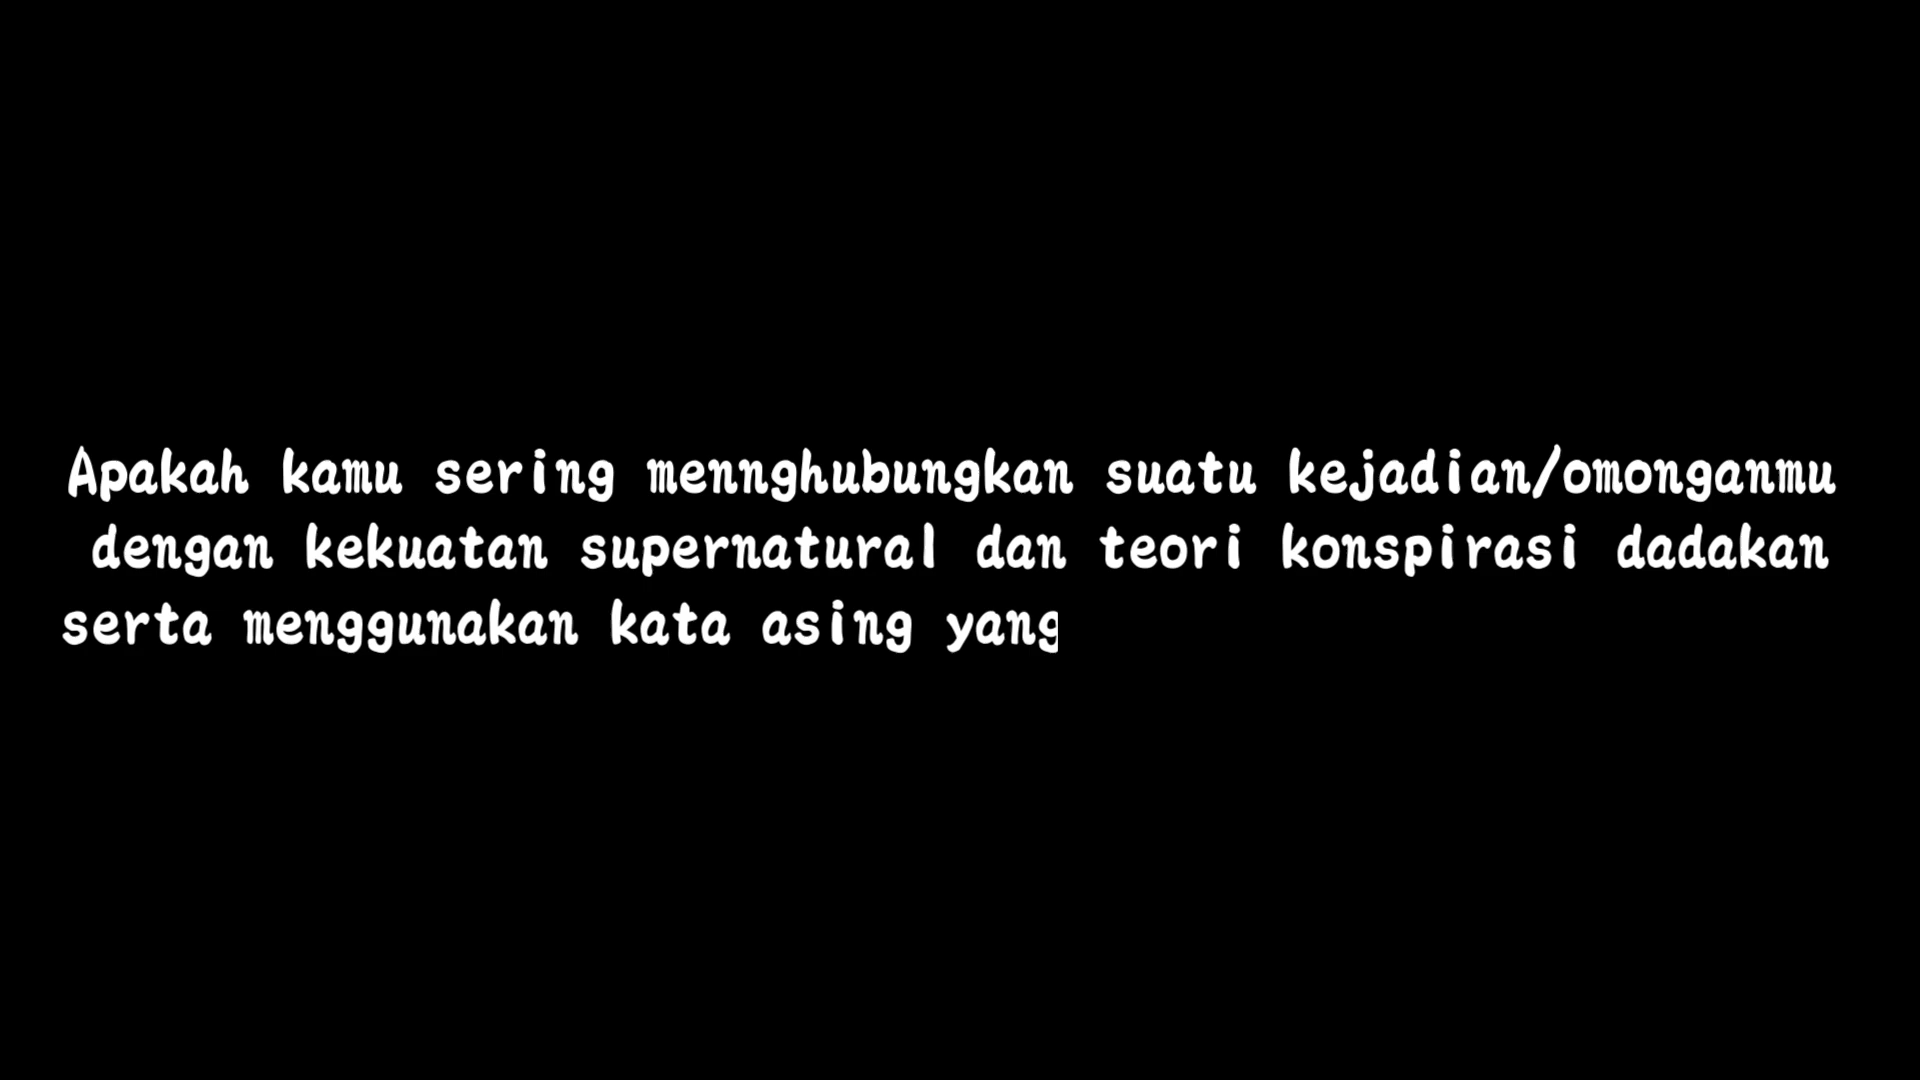 Apakah kamu sering mennghubungkan suatu kejadian/omonganmu
dengan kekuatan supernatural dan teori konspirasi dadakan
serta menggunakan kata asing yang